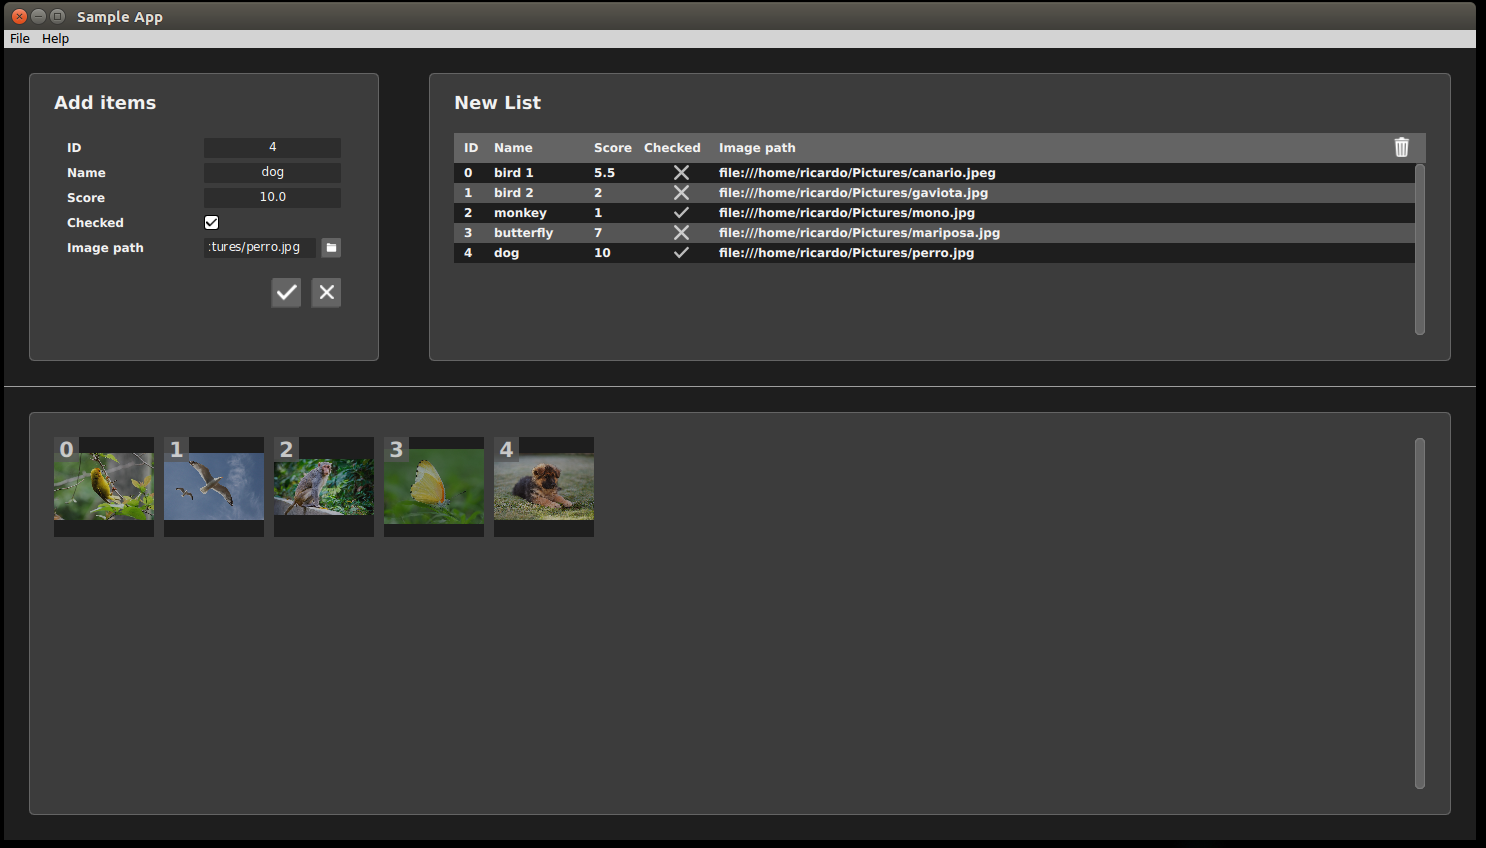 Sample App
File Help
Add items
ID 4
Name dog
Score 10.0
Checked
Image path :tures/perro.jpg
New List
ID Name Score Checked Image path
0 bird 1 5.5 file:///home/ricardo/Pictures/canario.jpeg
1 bird 2 2 file:///home/ricardo/Pictures/gaviota.jpg
2 monkey 1 file:///home/ricardo/Pictures/mono.jpg
3 butterfly 7 file:///home/ricardo/Pictures/mariposa.jpg
4 dog 10 file:///home/ricardo/Pictures/perro.jpg
0 1 2 3 4